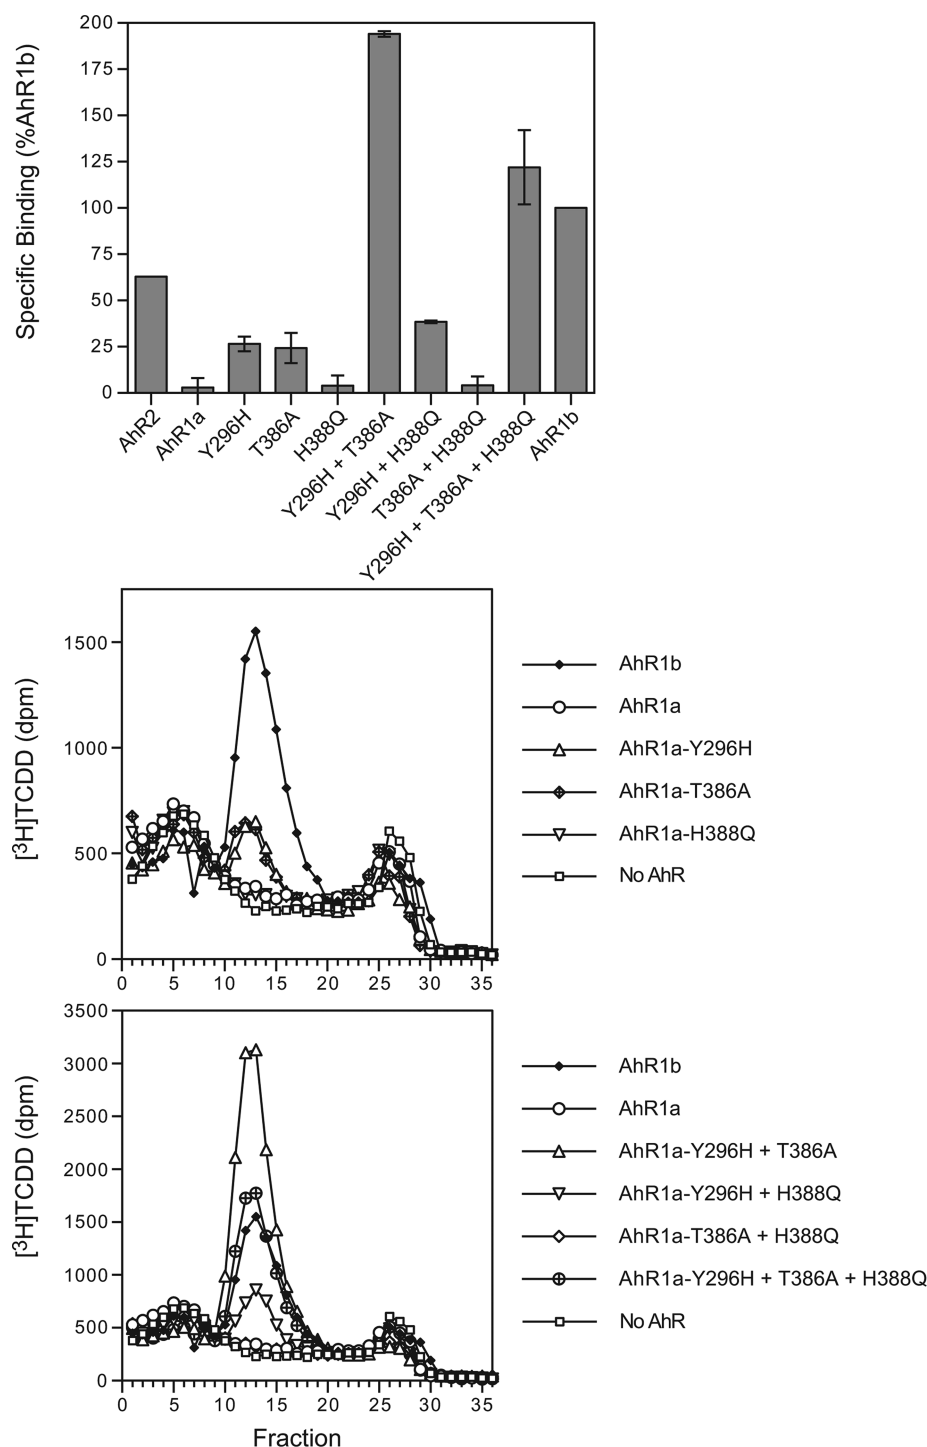 Specific Binding (%AhR1b)
200
175
150
125
100
75
50
25
0
AhR2
AhR1a
Y296H
T386A
H388Q
Y296H + T386A
Y296H + H388Q
T386A + H388Q
Y296H + T386A + H388Q
AhR1b
[³H]TCDD (dpm)
1500
1000
500
0
0 5 10 15 20 25 30 35
AhR1b
AhR1a
AhR1a-Y296H
AhR1a-T386A
AhR1a-H388Q
No AhR
[³H]TCDD (dpm)
3500
3000
2500
2000
1500
1000
500
0
0 5 10 15 20 25 30 35
Fraction
AhR1b
AhR1a
AhR1a-Y296H + T386A
AhR1a-Y296H + H388Q
AhR1a-T386A + H388Q
AhR1a-Y296H + T386A + H388Q
No AhR